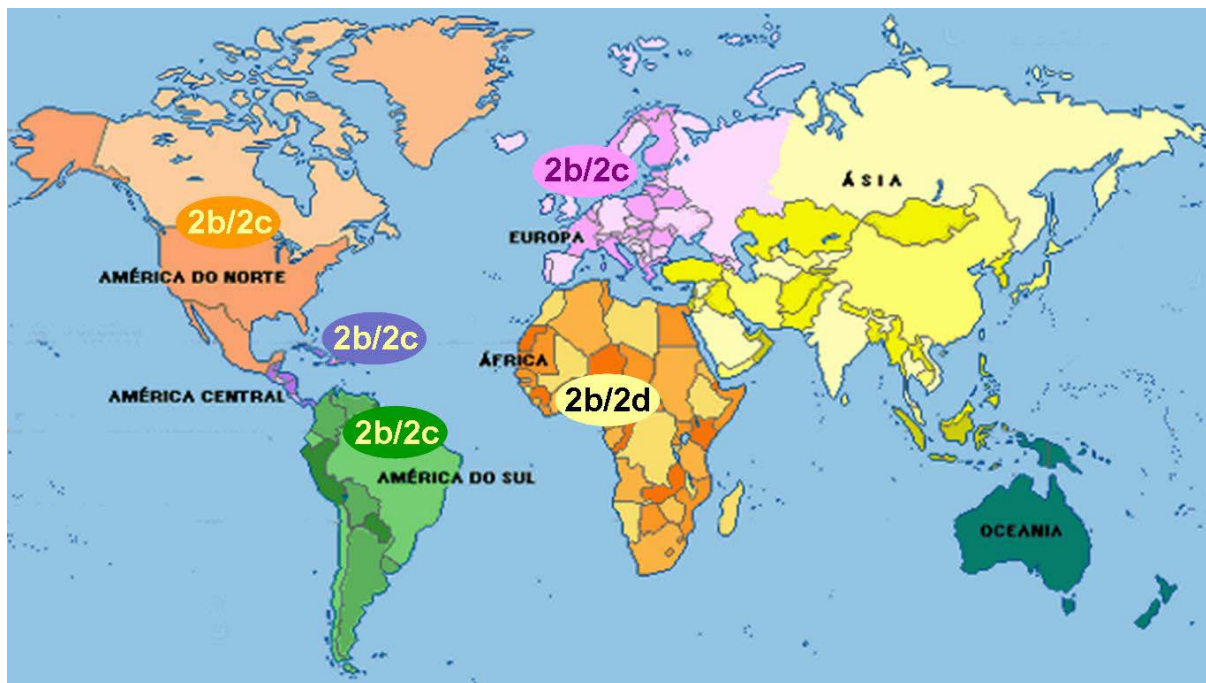 2b/2c
ÁSIA
2b/2c
EUROPA
AMÉRICA DO NORTE
2b/2c
ÁFRICA
AMÉRICA CENTRAL
2b/2d
2b/2c
AMÉRICA DO SUL
OCEANIA